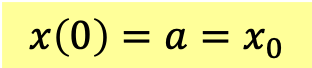 x(0) = a = x₀